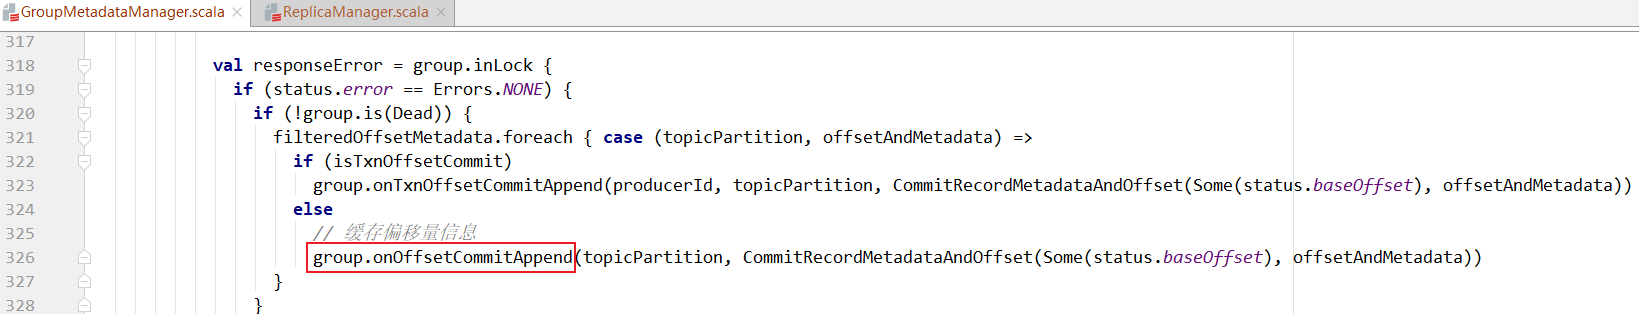 GroupMetadataManager.scala × ReplicaManager.scala ×
317
318 val responseError = group.inLock {
319 if (status.error == Errors.NONE) {
320 if (!group.is(Dead)) {
321 filteredOffsetMetadata.foreach { case (topicPartition, offsetAndMetadata) =>
322 if (isTxnOffsetCommit)
323 group.onTxnOffsetCommitAppend(producerId, topicPartition, CommitRecordMetadataAndOffset(Some(status.baseOffset), offsetAndMetadata))
324 else
325 // 缓存偏移量信息
326 group.onOffsetCommitAppend(topicPartition, CommitRecordMetadataAndOffset(Some(status.baseOffset), offsetAndMetadata))
327 }
328 }